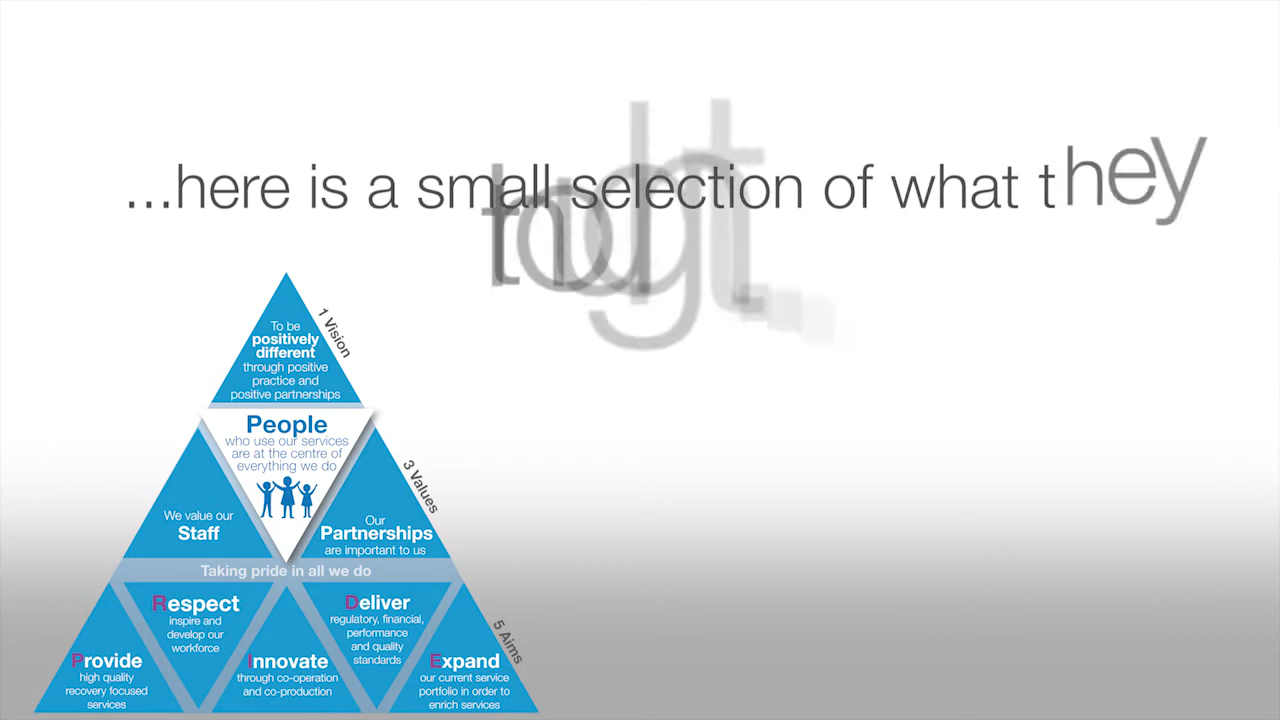 ...here is a small selection of what they
To be
positively
different
through positive
practice and
positive partnerships
1 Vision
People
who use our services
are at the centre of
everything we do
3 Values
We value our
Staff
Our
Partnerships
are important to us
Taking pride in all we do
Respect
inspire and
develop our
workforce
Deliver
regulatory, financial,
performance
and quality
standards
5 Aims
Provide
high quality
recovery focused
services
Innovate
through co-operation
and co-production
Expand
our current service
portfolio in order to
enrich services